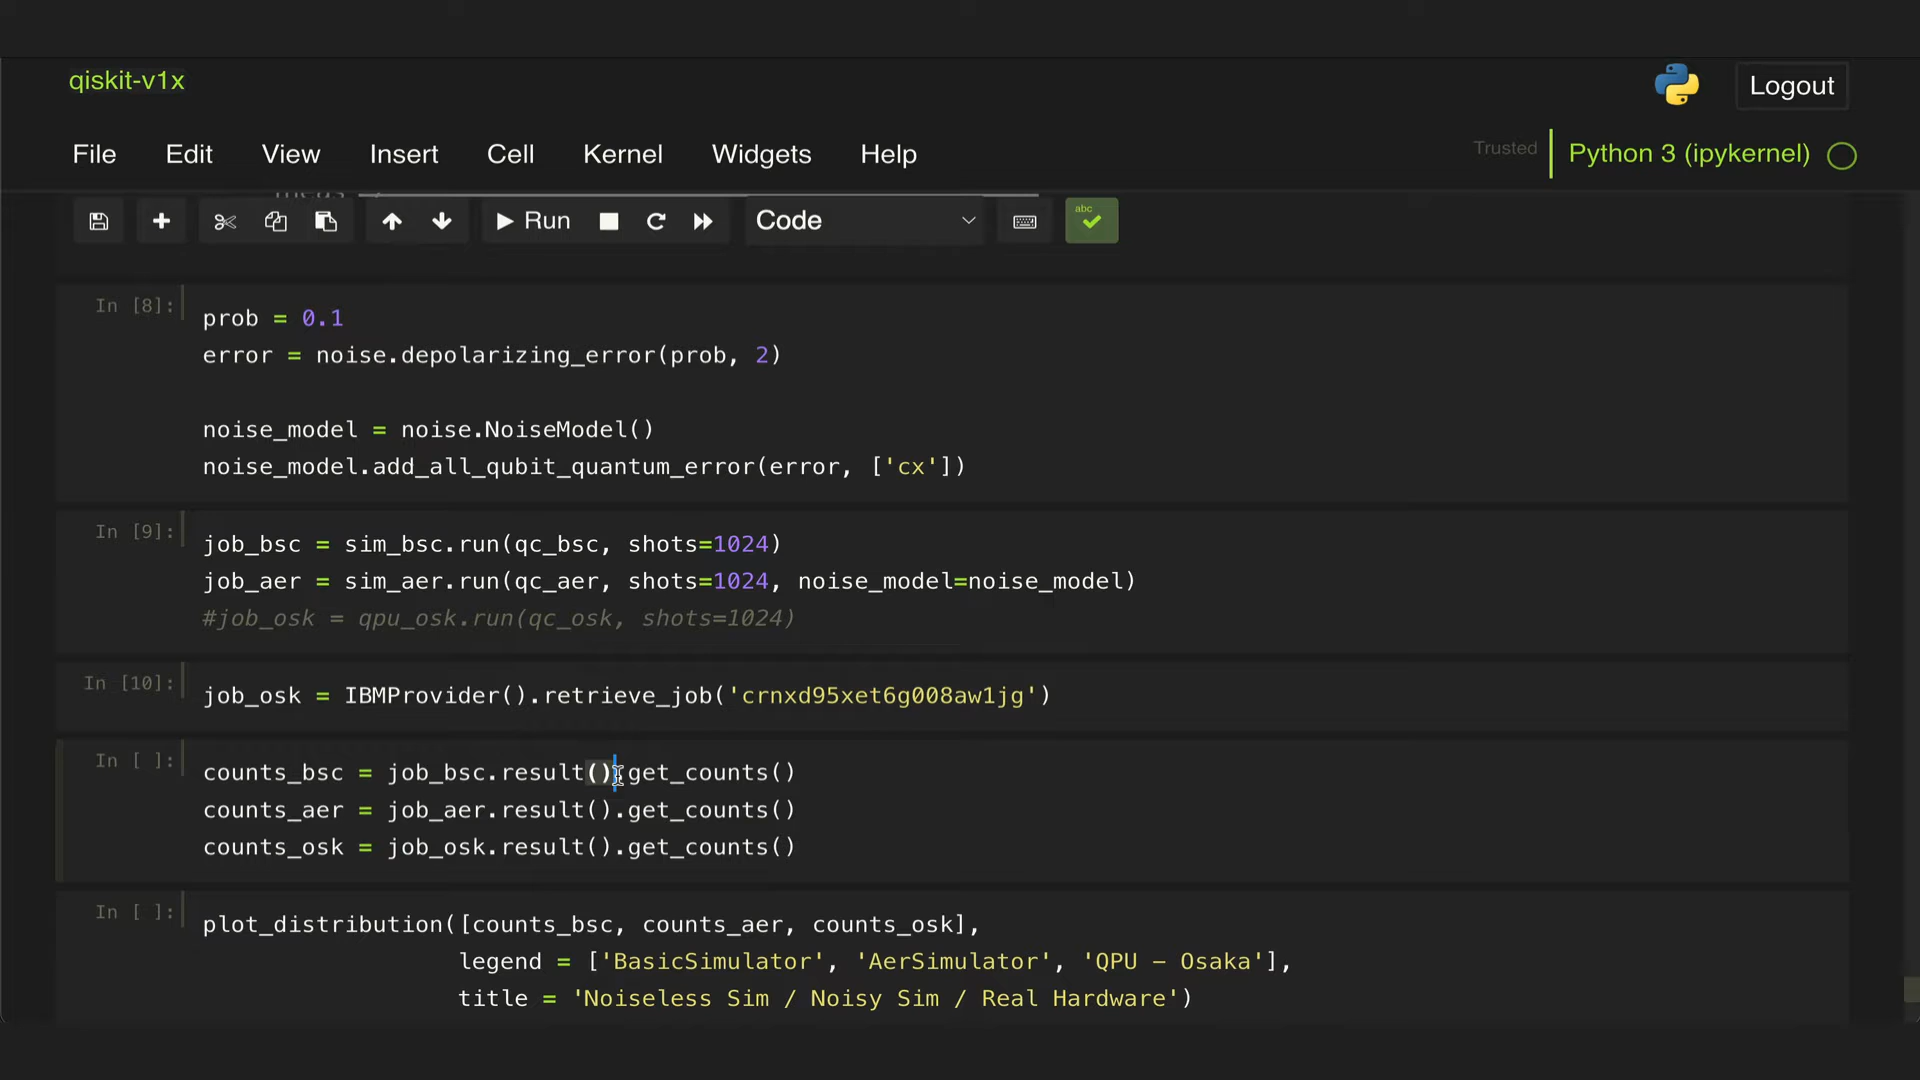 qiskit-v1x
Logout
File Edit View Insert Cell Kernel Widgets Help
Trusted Python 3 (ipykernel)
Run Code abc
In [8]:
prob = 0.1
error = noise.depolarizing_error(prob, 2)
noise_model = noise.NoiseModel()
noise_model.add_all_qubit_quantum_error(error, ['cx'])
In [9]:
job_bsc = sim_bsc.run(qc_bsc, shots=1024)
job_aer = sim_aer.run(qc_aer, shots=1024, noise_model=noise_model)
#job_osk = qpu_osk.run(qc_osk, shots=1024)
In [10]:
job_osk = IBMProvider().retrieve_job('crnxd95xet6g008aw1jg')
In [ ]:
counts_bsc = job_bsc.result().get_counts()
counts_aer = job_aer.result().get_counts()
counts_osk = job_osk.result().get_counts()
In [ ]:
plot_distribution([counts_bsc, counts_aer, counts_osk],
legend = ['BasicSimulator', 'AerSimulator', 'QPU – Osaka'],
title = 'Noiseless Sim / Noisy Sim / Real Hardware')